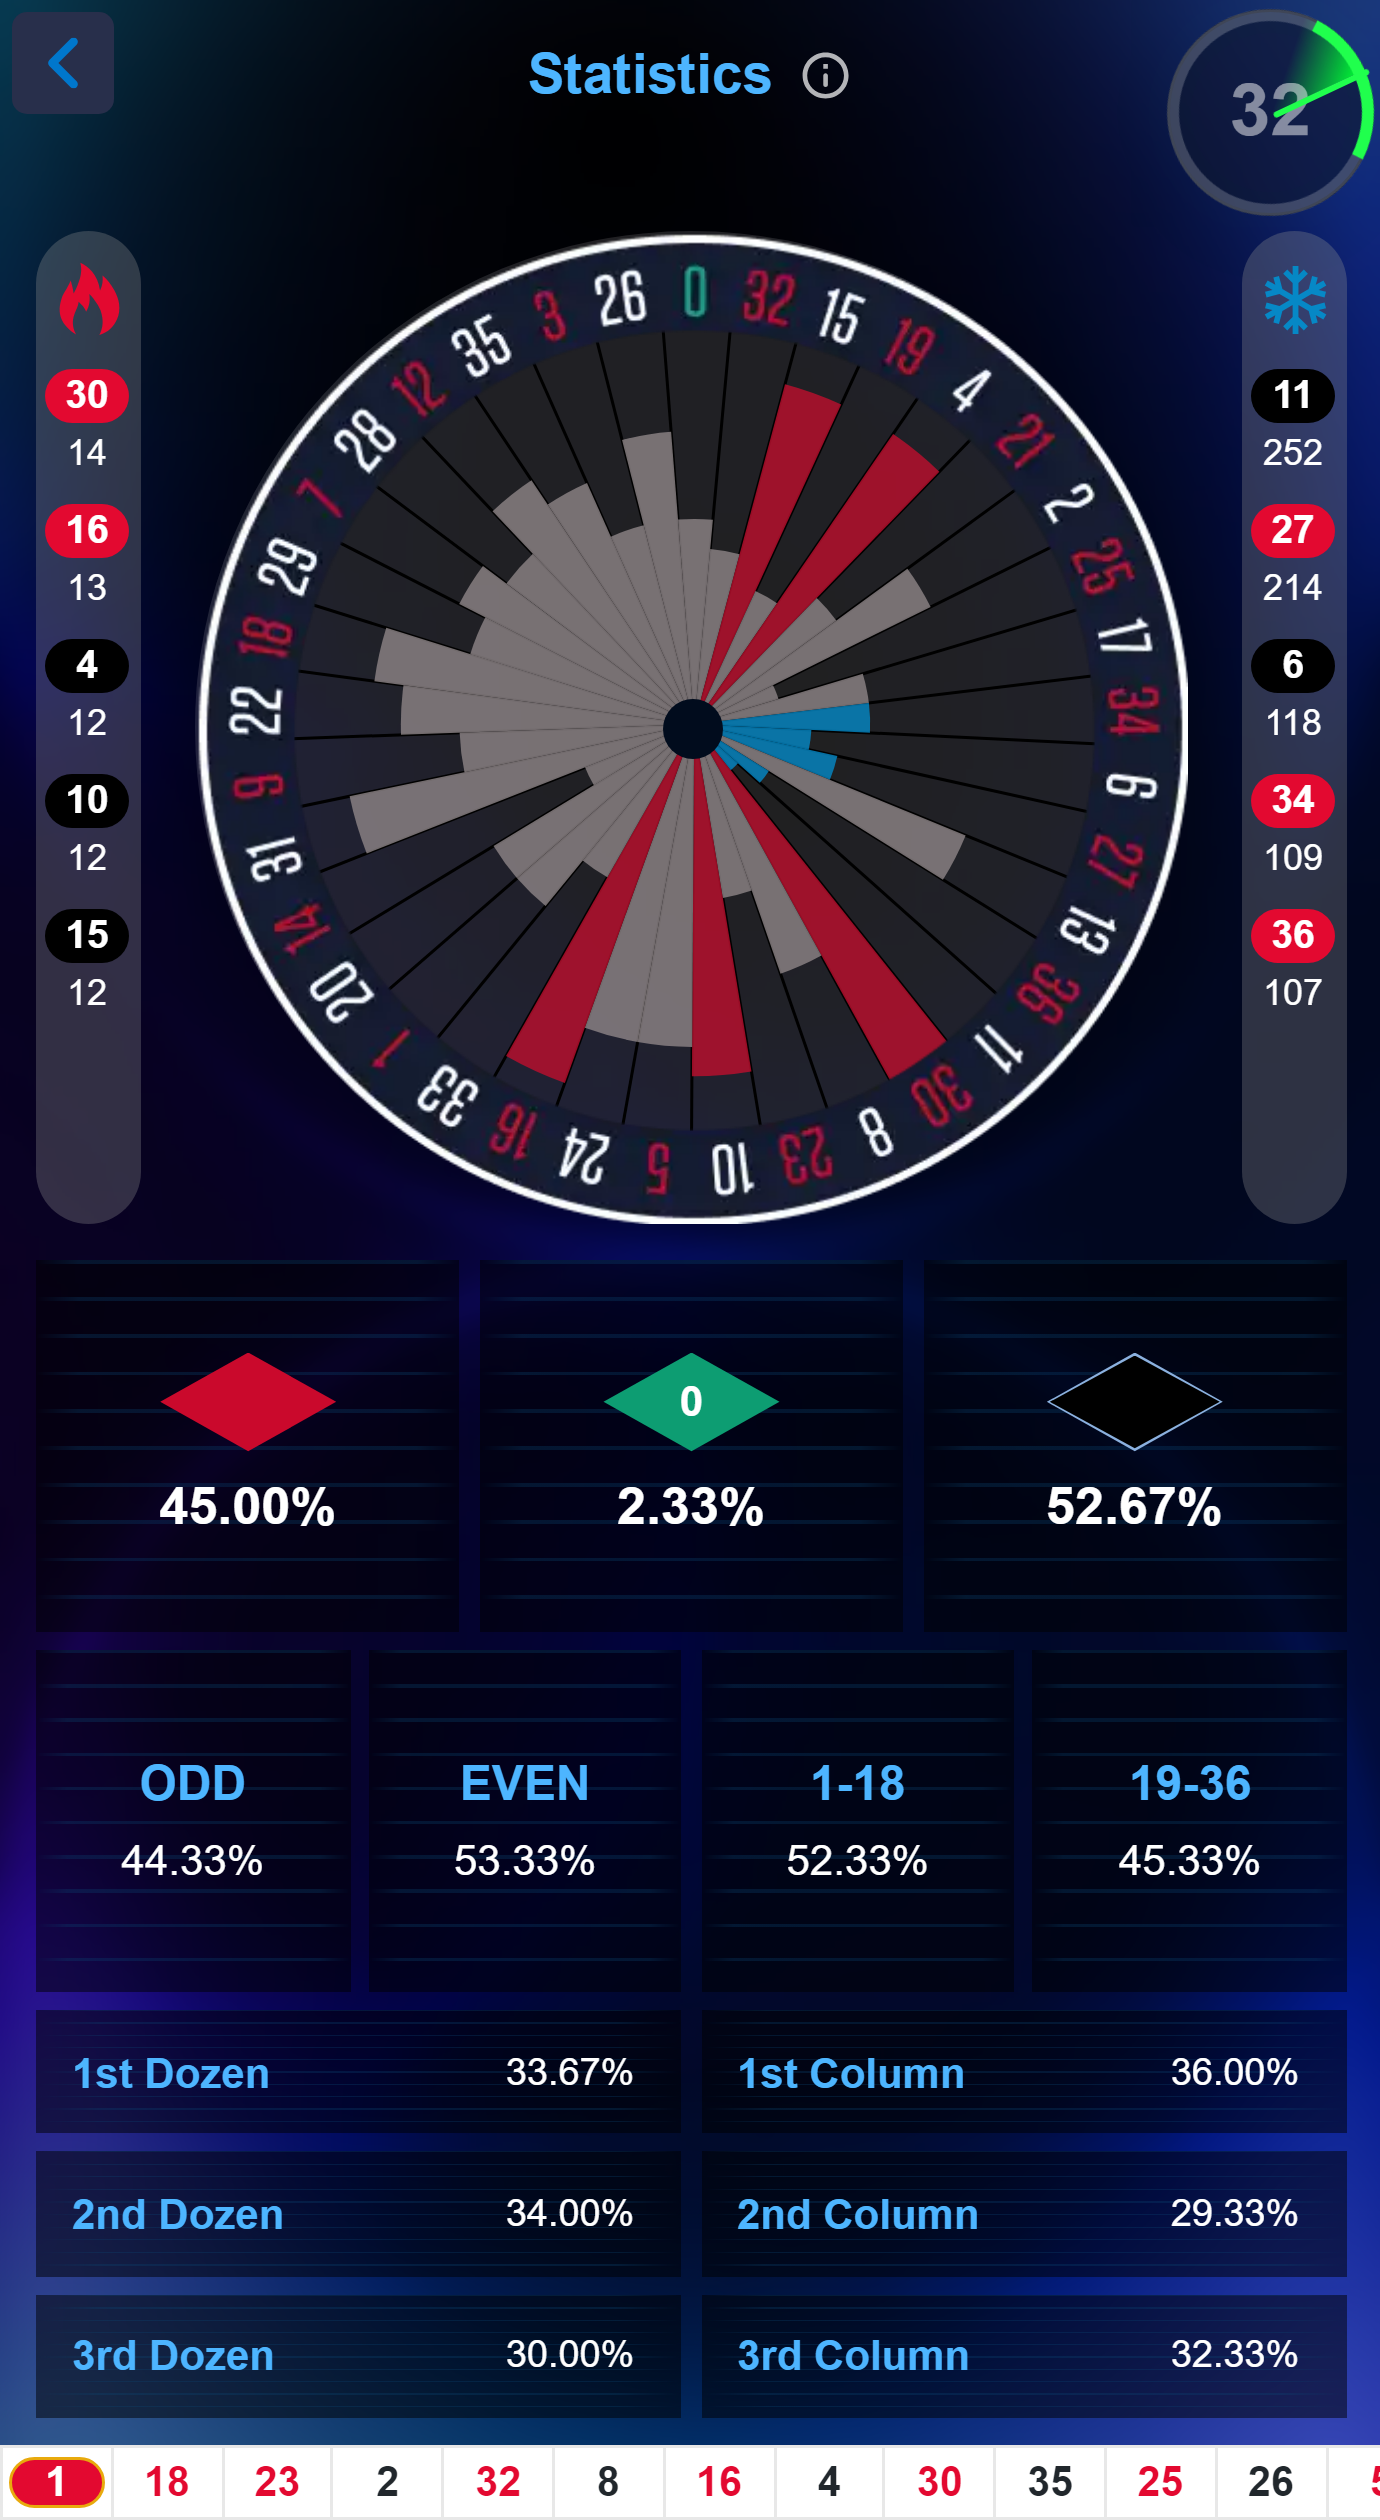 Statistics
32
30
14
16
13
4
12
10
12
15
12
0 32 15 19 4 21 2 25 17 34 6 27 13 36 11 30 8 23 10 5 24 16 33 1 20 14 31 9 22 18 29 7 28 12 35 3 26
11
252
27
214
6
118
34
109
36
107
0
45.00% 2.33% 52.67%
ODD EVEN 1-18 19-36
44.33% 53.33% 52.33% 45.33%
1st Dozen 33.67% 1st Column 36.00%
2nd Dozen 34.00% 2nd Column 29.33%
3rd Dozen 30.00% 3rd Column 32.33%
1 18 23 2 32 8 16 4 30 35 25 26